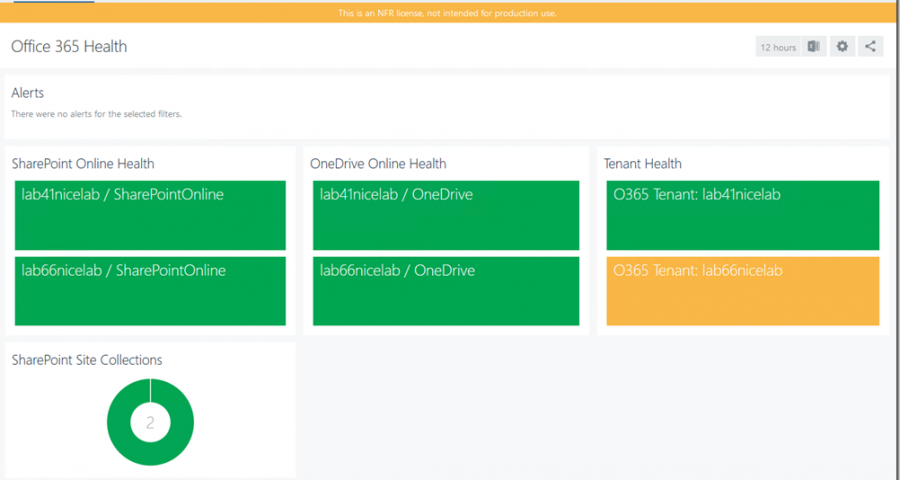 This is an NFR license, not intended for production use.
Office 365 Health
12 hours
Alerts
There were no alerts for the selected filters.
SharePoint Online Health
lab41nicelab / SharePointOnline
lab66nicelab / SharePointOnline
OneDrive Online Health
lab41nicelab / OneDrive
lab66nicelab / OneDrive
Tenant Health
O365 Tenant: lab41nicelab
O365 Tenant: lab66nicelab
SharePoint Site Collections
2